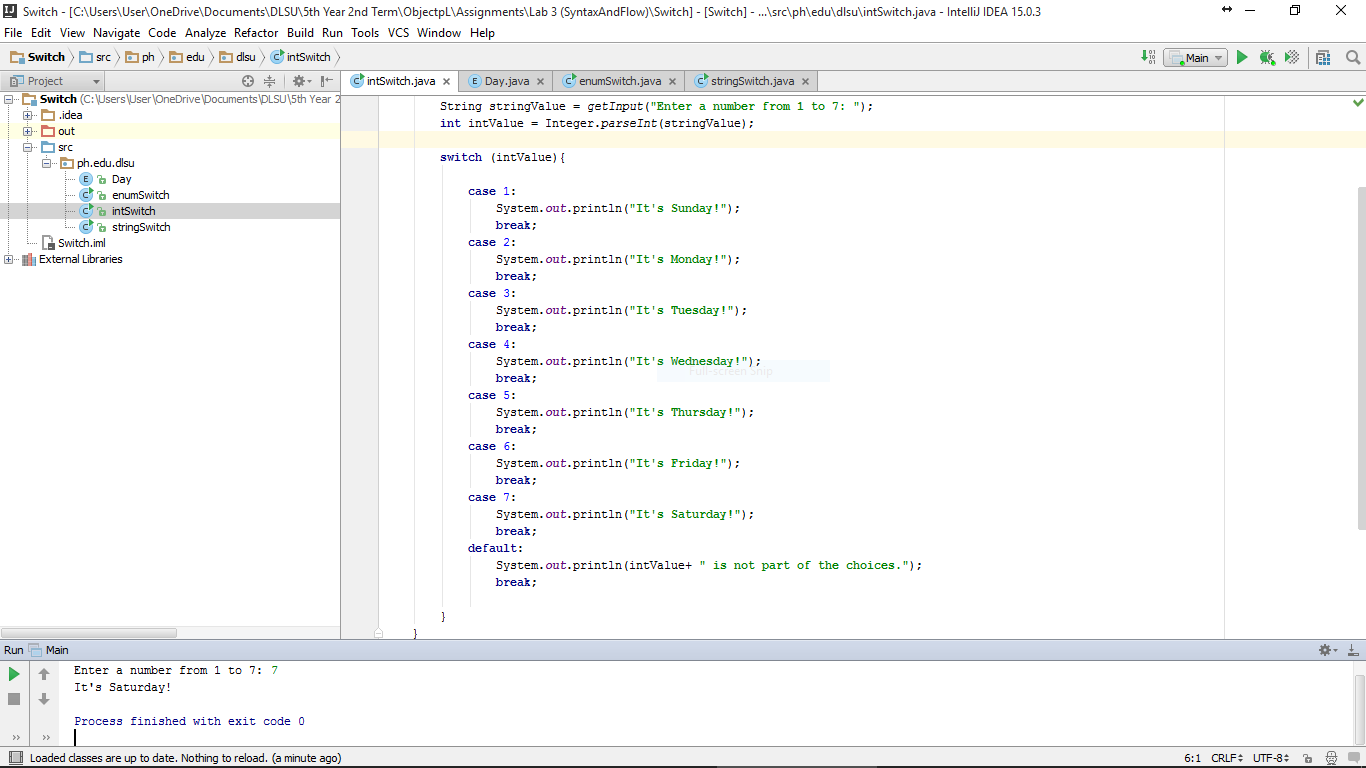 Switch - [C:\Users\User\OneDrive\Documents\DLSU\5th Year 2nd Term\ObjectpL\Assignments\Lab 3 (SyntaxAndFlow)\Switch] - [Switch] - ...\src\ph\edu\dlsu\intSwitch.java - IntelliJ IDEA 15.0.3
File Edit View Navigate Code Analyze Refactor Build Run Tools VCS Window Help
Switch src ph edu dlsu intSwitch Main
Project
intSwitch.java Day.java enumSwitch.java stringSwitch.java
Switch (C:\Users\User\OneDrive\Documents\DLSU\5th Year 2
.idea
out
src
ph.edu.dlsu
E Day
C enumSwitch
C intSwitch
C stringSwitch
Switch.iml
External Libraries
String stringValue = getInput("Enter a number from 1 to 7: ");
int intValue = Integer.parseInt(stringValue);
switch (intValue){
case 1:
System.out.println("It's Sunday!");
break;
case 2:
System.out.println("It's Monday!");
break;
case 3:
System.out.println("It's Tuesday!");
break;
case 4:
System.out.println("It's Wednesday!");
Full-screen Snip
break;
case 5:
System.out.println("It's Thursday!");
break;
case 6:
System.out.println("It's Friday!");
break;
case 7:
System.out.println("It's Saturday!");
break;
default:
System.out.println(intValue+ " is not part of the choices.");
break;
}
}
Run Main
Enter a number from 1 to 7: 7
It's Saturday!
Process finished with exit code 0
Loaded classes are up to date. Nothing to reload. (a minute ago) 6:1 CRLF UTF-8